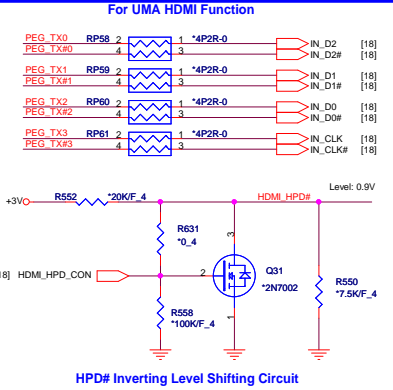 For UMA HDMI Function
PEG_TX0 RP58 2 1 *4P2R-0 IN_D2 [18]
PEG_TX#0 4 3 IN_D2# [18]
PEG_TX1 RP59 2 1 *4P2R-0 IN_D1 [18]
PEG_TX#1 4 3 IN_D1# [18]
PEG_TX2 RP60 2 1 *4P2R-0 IN_D0 [18]
PEG_TX#2 4 3 IN_D0# [18]
PEG_TX3 RP61 2 1 *4P2R-0 IN_CLK [18]
PEG_TX#3 4 3 IN_CLK# [18]
Level: 0.9V
+3V R552 *20K/F_4 HDMI_HPD#
R631
*0_4
3
8] HDMI_HPD_CON 2 Q31
*2N7002
R550
*7.5K/F_4
R558
*100K/F_4
1
HPD# Inverting Level Shifting Circuit